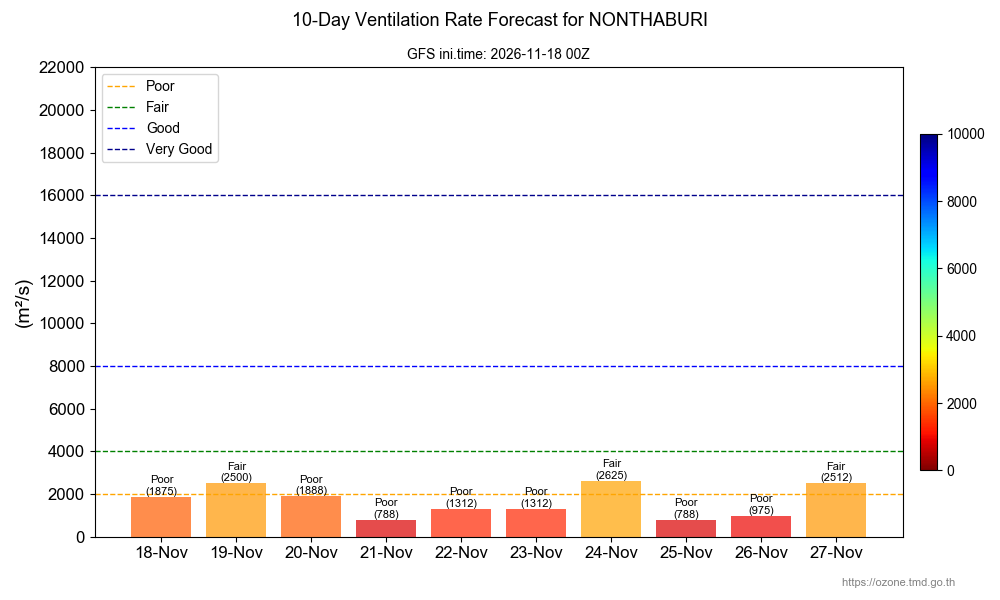 10-Day Ventilation Rate Forecast for NONTHABURI
GFS ini.time: 2026-11-18 00Z
(m²/s)
22000
20000
18000
16000
14000
12000
10000
8000
6000
4000
2000
0
Poor
Fair
Good
Very Good
Poor
(1875)
Fair
(2500)
Poor
(1888)
Poor
(788)
Poor
(1312)
Poor
(1312)
Fair
(2625)
Poor
(788)
Poor
(975)
Fair
(2512)
18-Nov
19-Nov
20-Nov
21-Nov
22-Nov
23-Nov
24-Nov
25-Nov
26-Nov
27-Nov
10000
8000
6000
4000
2000
0
https://ozone.tmd.go.th